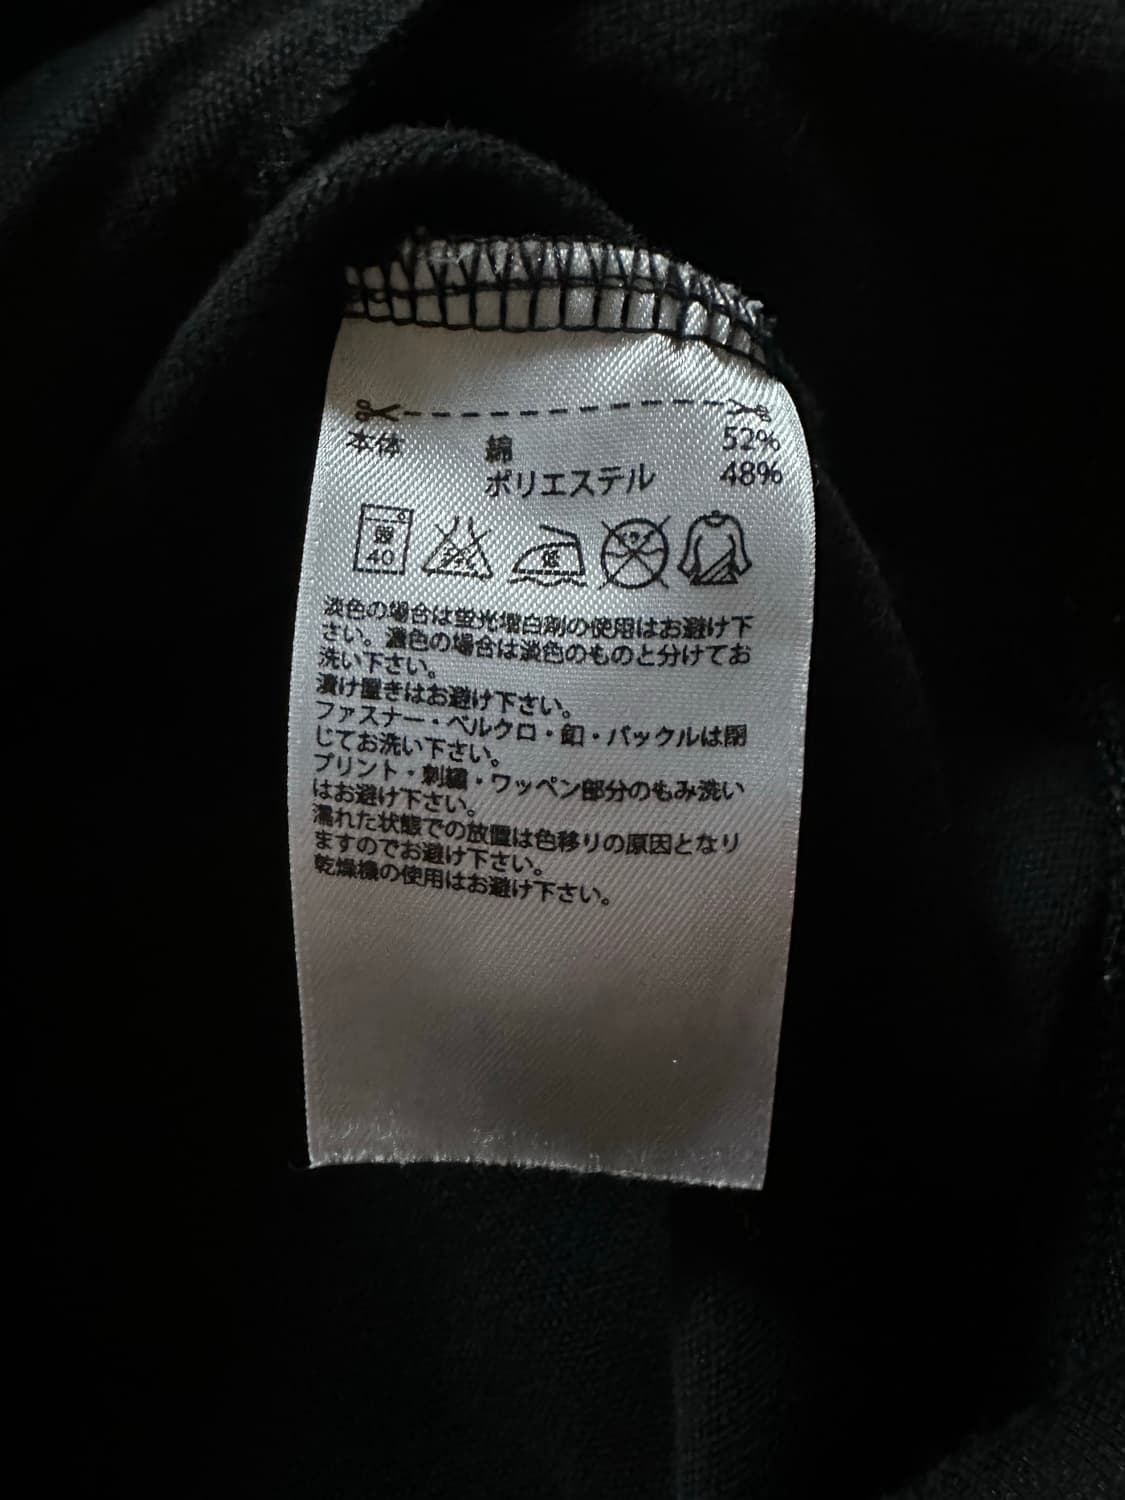 本体 綿 52%
ポリエステル 48%
40
淡色の場合は蛍光増白剤の使用はお避け下
さい。濃色の場合は淡色のものと分けてお
洗い下さい。
漬け置きはお避け下さい。
ファスナー・ベルクロ・釦・バックルは閉
じてお洗い下さい。
プリント・刺繍・ワッペン部分のもみ洗い
はお避け下さい。
濡れた状態での放置は色移りの原因となり
ますのでお避け下さい。
乾燥機の使用はお避け下さい。